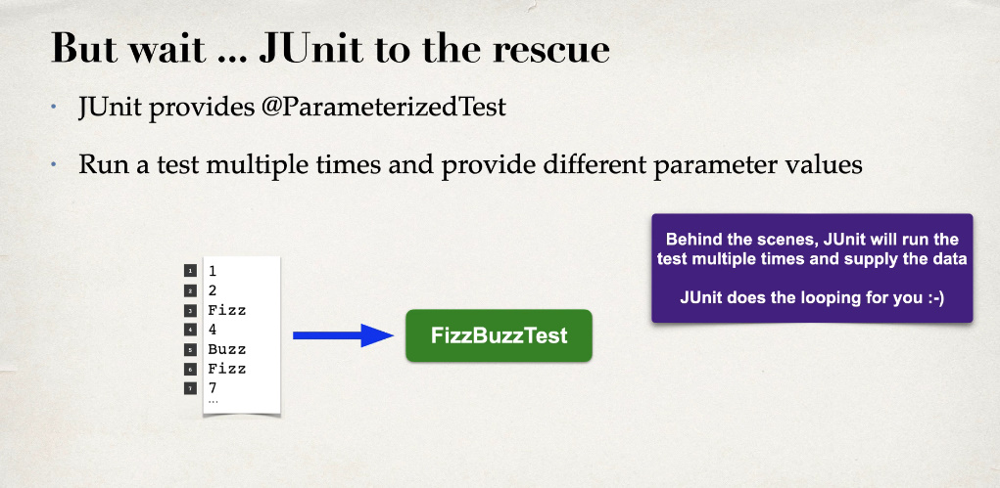 But wait ... JUnit to the rescue
• JUnit provides @ParameterizedTest
• Run a test multiple times and provide different parameter values
Behind the scenes, JUnit will run the
test multiple times and supply the data
JUnit does the looping for you :-)
1 1
2 2
3 Fizz
4 4
5 Buzz
6 Fizz
7 7
...
FizzBuzzTest